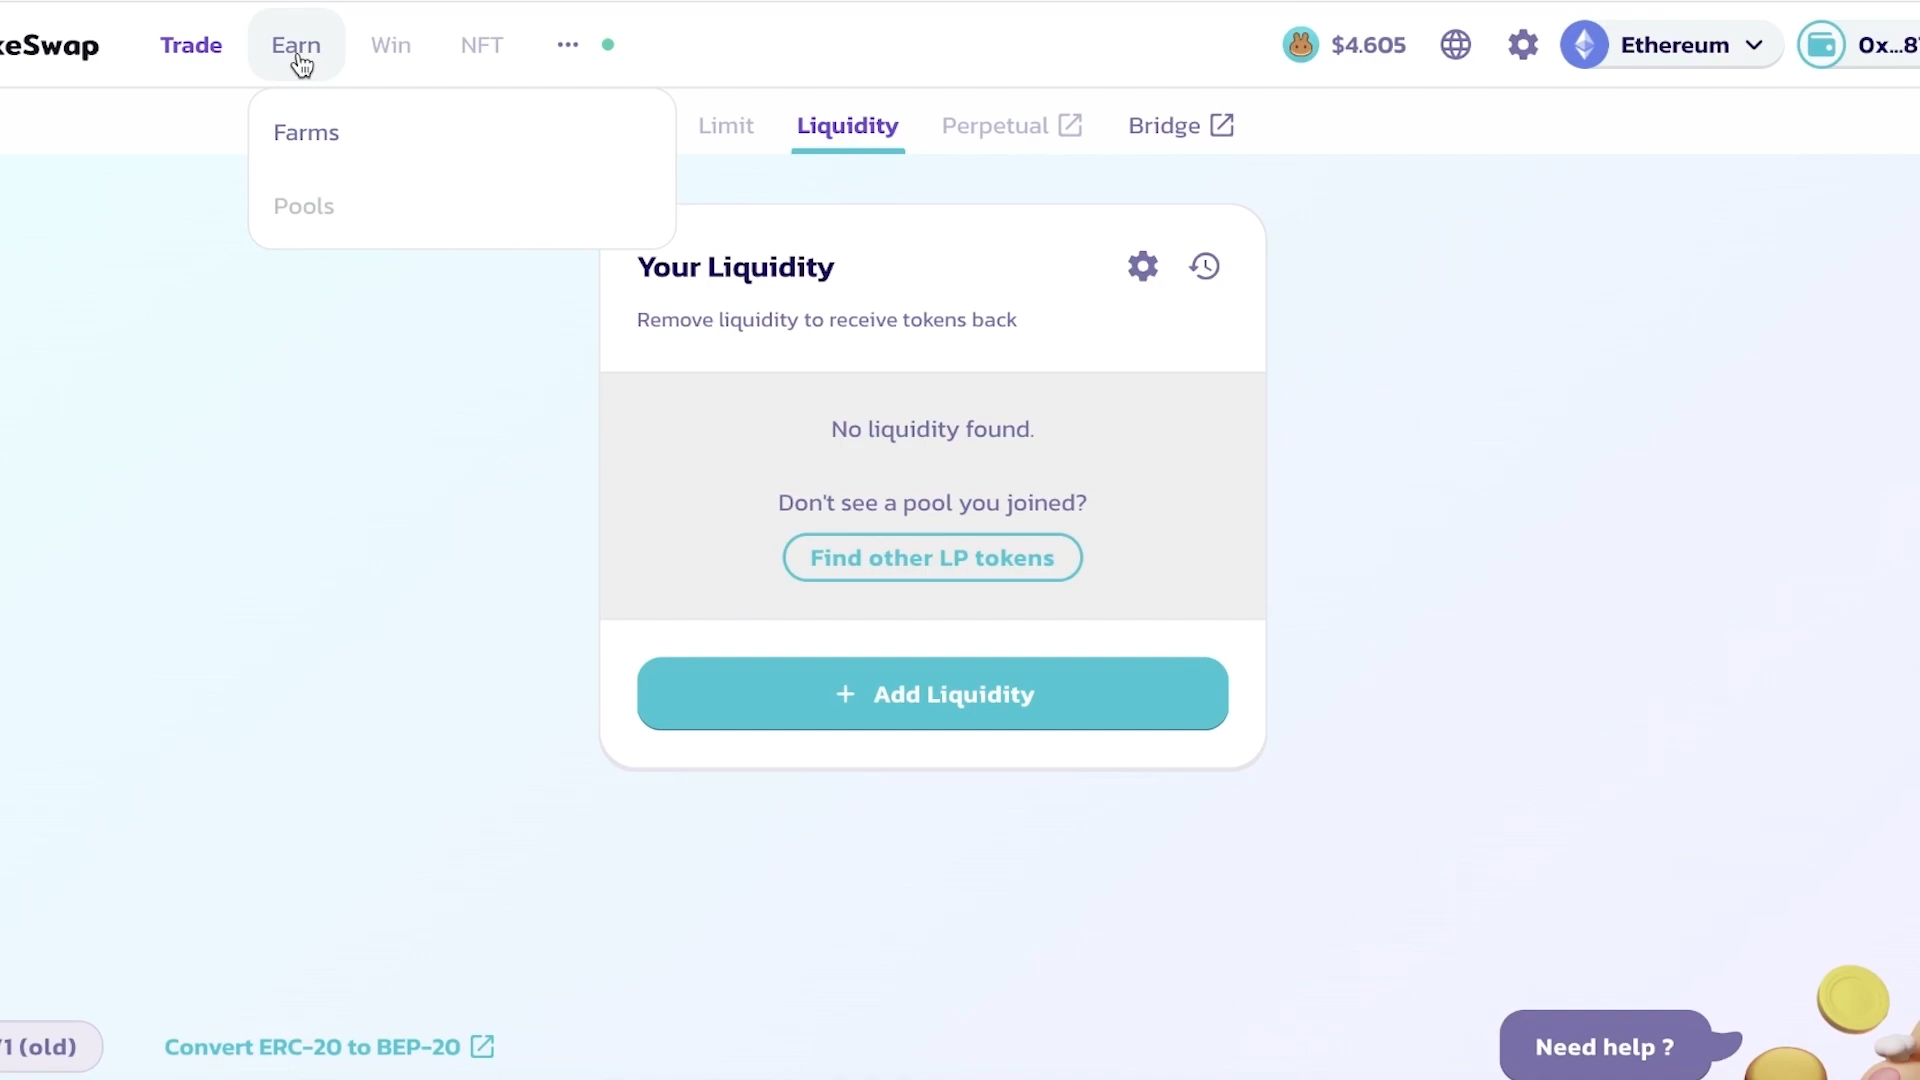 keSwap Trade Earn Win NFT ... $4.605 Ethereum 0x...8
Farms
Pools
Limit Liquidity Perpetual Bridge
Your Liquidity
Remove liquidity to receive tokens back
No liquidity found.
Don't see a pool you joined?
Find other LP tokens
+ Add Liquidity
1 (old) Convert ERC-20 to BEP-20 Need help ?